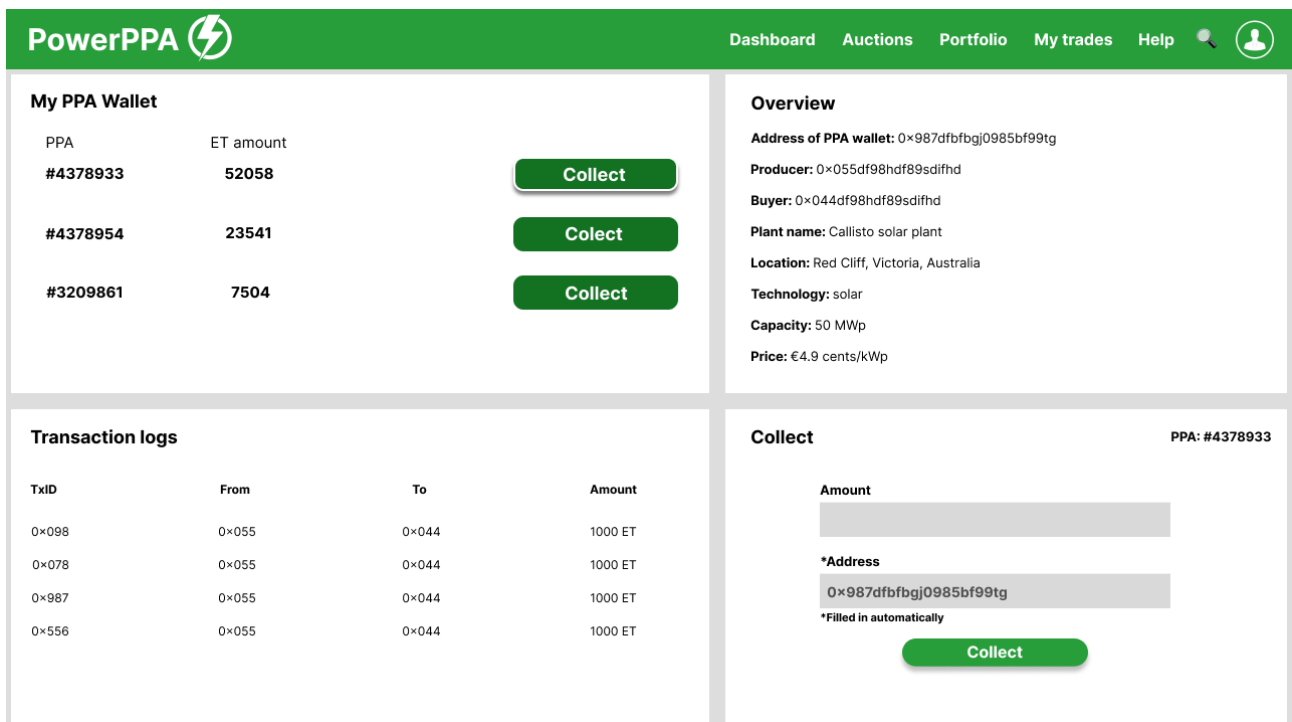 PowerPPA
Dashboard Auctions Portfolio My trades Help
My PPA Wallet
PPA ET amount
#4378933 52058 Collect
#4378954 23541 Colect
#3209861 7504 Collect
Overview
Address of PPA wallet: 0×987dfbfbgj0985bf99tg
Producer: 0×055df98hdf89sdifhd
Buyer: 0×044df98hdf89sdifhd
Plant name: Callisto solar plant
Location: Red Cliff, Victoria, Australia
Technology: solar
Capacity: 50 MWp
Price: €4.9 cents/kWp
Transaction logs
TxID From To Amount
0×098 0×055 0×044 1000 ET
0×078 0×055 0×044 1000 ET
0×987 0×055 0×044 1000 ET
0×556 0×055 0×044 1000 ET
Collect PPA: #4378933
Amount
*Address
0×987dfbfbgj0985bf99tg
*Filled in automatically
Collect